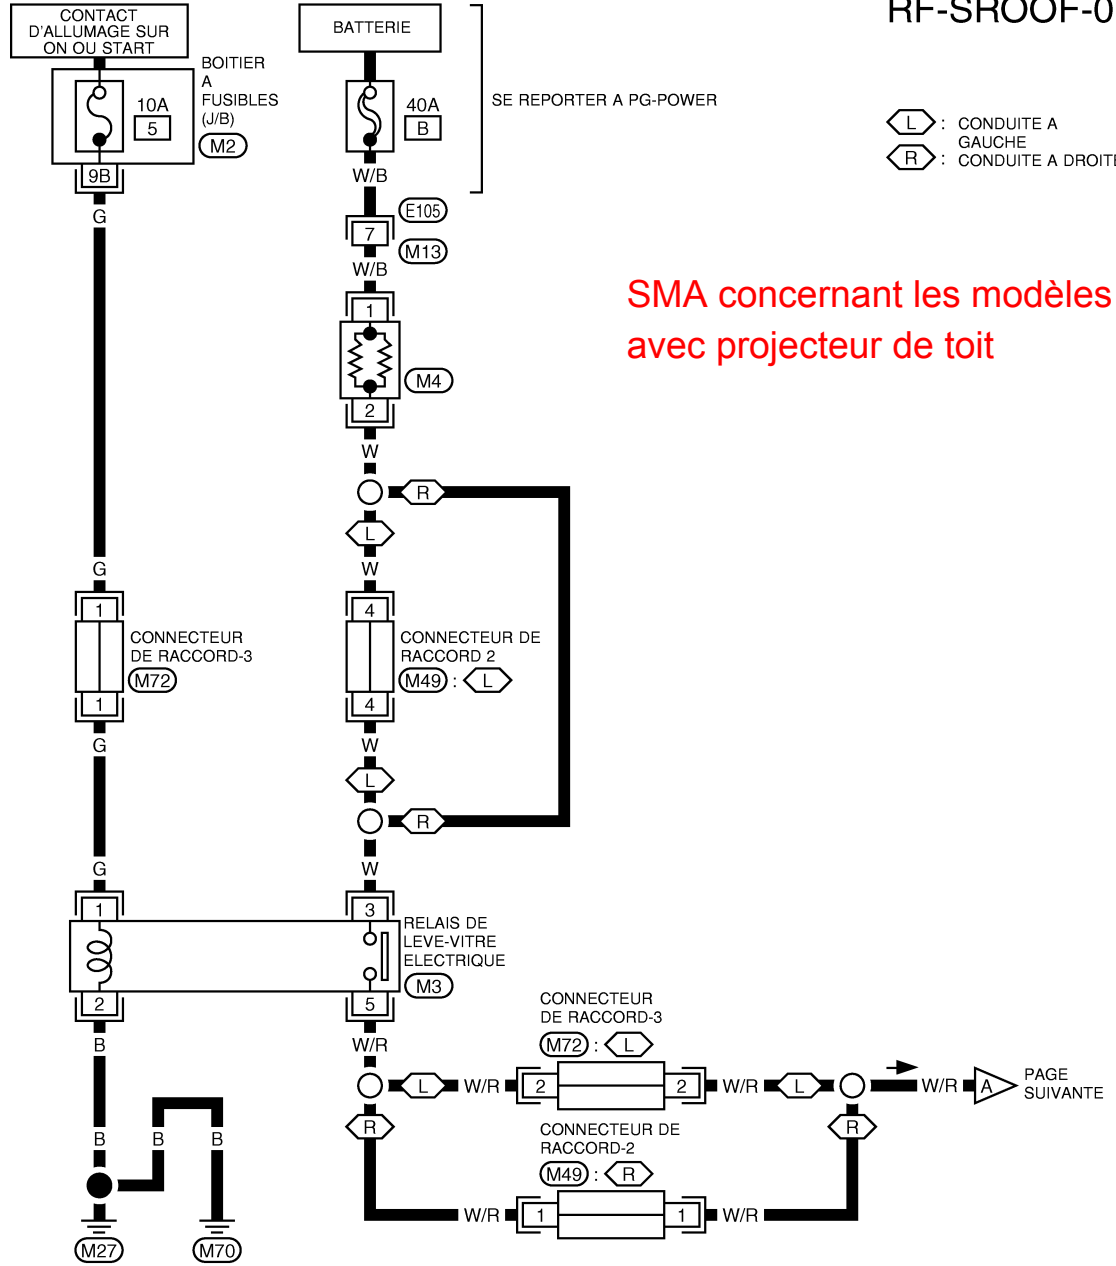 RF-SROOF-0
CONTACT
D'ALLUMAGE SUR
ON OU START
BATTERIE
BOITIER
A
FUSIBLES
(J/B)
M2
10A
5
40A
B
SE REPORTER A PG-POWER
L : CONDUITE A
GAUCHE
R : CONDUITE A DROITE
9B
W/B
G
E105
7
M13
W/B
SMA concernant les modèles
avec projecteur de toit
1
M4
2
W
R
L
G
W
1
4
CONNECTEUR
DE RACCORD-3
M72
CONNECTEUR DE
RACCORD 2
M49 : L
1
4
G
W
L
R
G
W
1
3
RELAIS DE
LEVE-VITRE
ELECTRIQUE
M3
2
5
B
W/R
CONNECTEUR
DE RACCORD-3
M72 : L
L W/R 2 2 W/R L W/R A
PAGE
SUIVANTE
R
R
CONNECTEUR DE
RACCORD-2
M49 : R
B B B
W/R 1 1 W/R
M27
M70